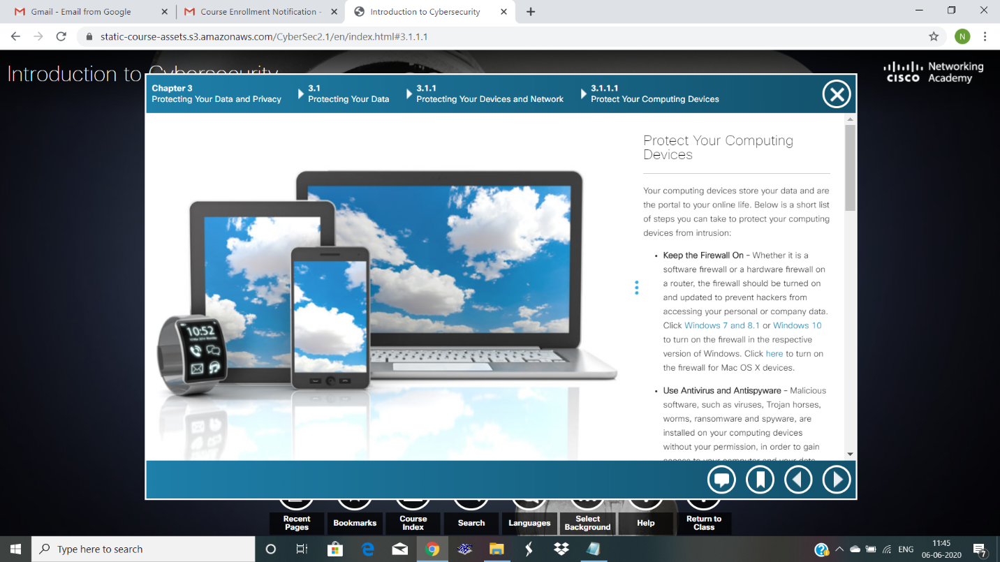 Gmail - Email from Google
Course Enrollment Notification -
Introduction to Cybersecurity
static-course-assets.s3.amazonaws.com/CyberSec2.1/en/index.html#3.1.1.1
N
Introduction to Cybersecurity
Networking
CISCO Academy
Chapter 3
Protecting Your Data and Privacy
3.1
Protecting Your Data
3.1.1
Protecting Your Devices and Network
3.1.1.1
Protect Your Computing Devices
10:52
Protect Your Computing
Devices
Your computing devices store your data and are
the portal to your online life. Below is a short list
of steps you can take to protect your computing
devices from intrusion:
• Keep the Firewall On – Whether it is a
software firewall or a hardware firewall on
a router, the firewall should be turned on
and updated to prevent hackers from
accessing your personal or company data.
Click Windows 7 and 8.1 or Windows 10
to turn on the firewall in the respective
version of Windows. Click here to turn on
the firewall for Mac OS X devices.
• Use Antivirus and Antispyware – Malicious
software, such as viruses, Trojan horses,
worms, ransomware and spyware, are
installed on your computing devices
without your permission, in order to gain
access to your computer and your data.
Recent
Pages
Bookmarks
Course
Index
Search
Languages
Select
Background
Help
Return to
Class
Type here to search
ENG
11:45
06-06-2020
7